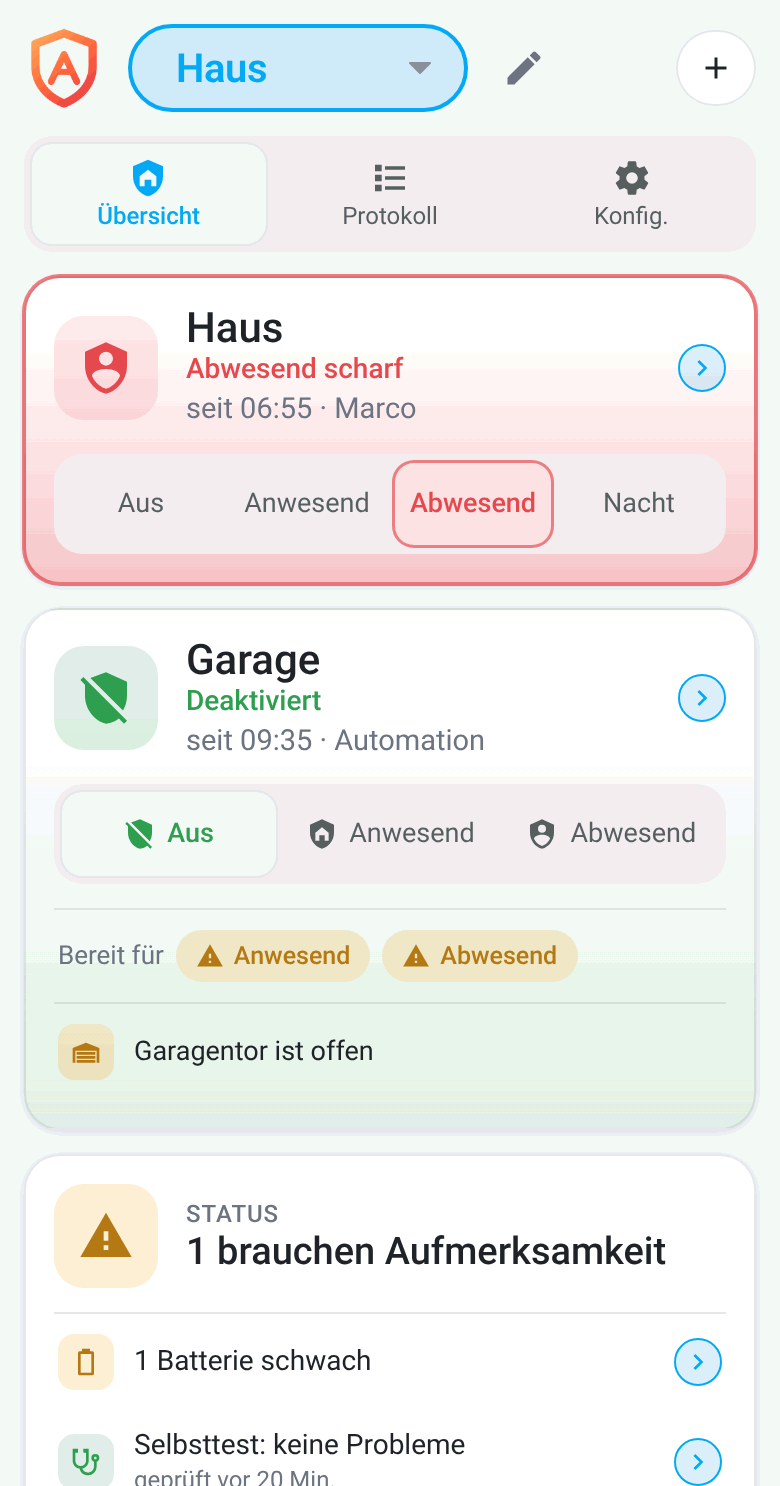 Haus
Übersicht
Protokoll
Konfig.
Haus
Abwesend scharf
seit 06:55 · Marco
Aus Anwesend Abwesend Nacht
Garage
Deaktiviert
seit 09:35 · Automation
Aus Anwesend Abwesend
Bereit für Anwesend Abwesend
Garagentor ist offen
STATUS
1 brauchen Aufmerksamkeit
1 Batterie schwach
Selbsttest: keine Probleme
geprüft vor 20 Min.